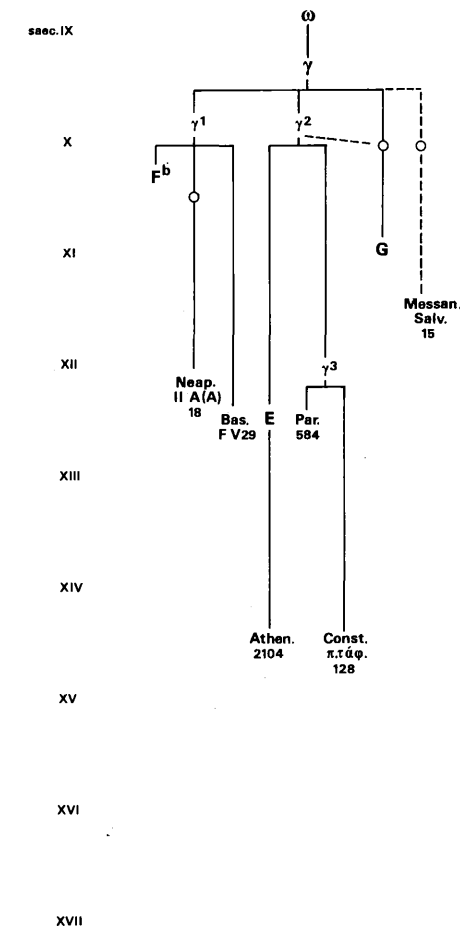 ω
saec.IX
γ
γ1 γ2
X
Fb
XI
G
Messan.
Salv.
15
XII
γ3
Neap.
II A(A)
18
Bas. E Par.
F V29 584
XIII
XIV
Athen. Const.
2104 π.τάφ.
128
XV
XVI
XVII